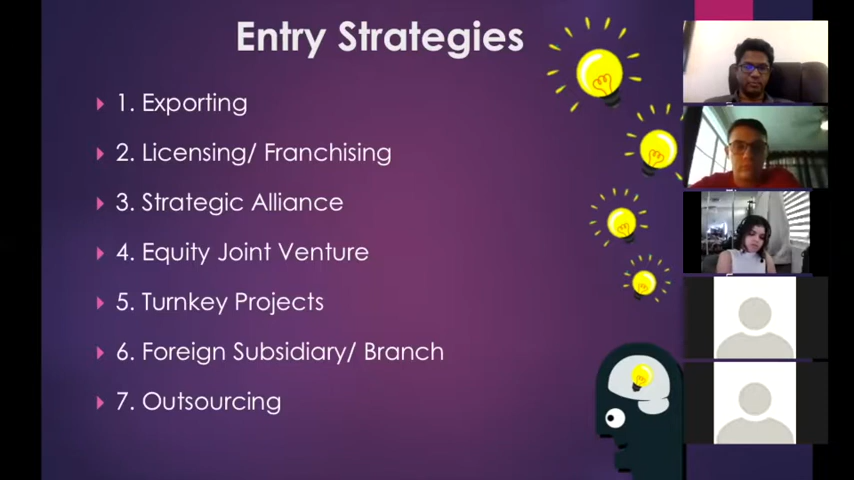 Entry Strategies
1. Exporting
2. Licensing/ Franchising
3. Strategic Alliance
4. Equity Joint Venture
5. Turnkey Projects
6. Foreign Subsidiary/ Branch
7. Outsourcing